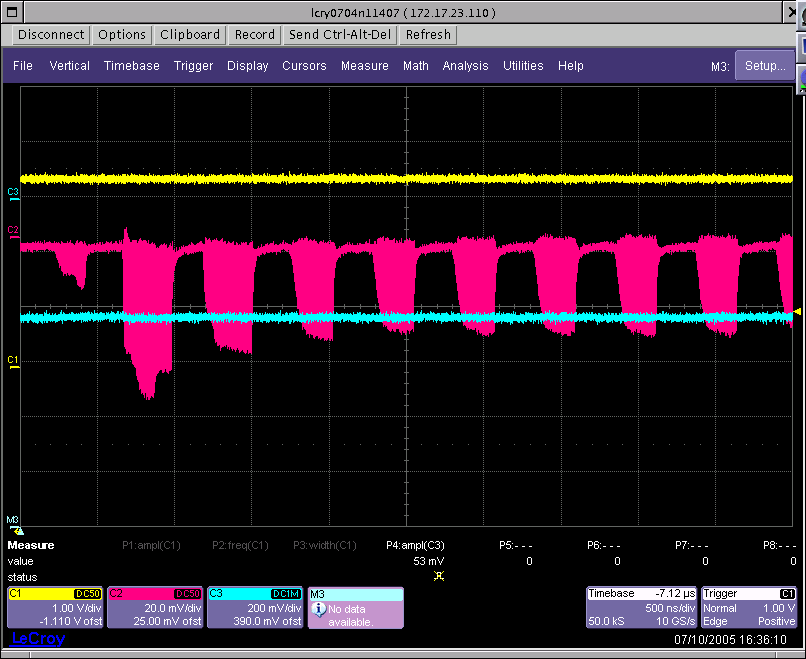 lcry0704n11407 ( 172.17.23.110 )
Disconnect Options Clipboard Record Send Ctrl-Alt-Del Refresh
File Vertical Timebase Trigger Display Cursors Measure Math Analysis Utilities Help M3: Setup...
C3
C2
C1
M3
Measure P1:ampl(C1) P2:freq(C1) P3:width(C1) P4:ampl(C3) P5:- - - P6:- - - P7:- - - P8:- - -
value 53 mV 0 0 0 0
status
C1 DC50 C2 DC50 C3 DC1M M3 Timebase -7.12 µs Trigger C1
1.00 V/div 20.0 mV/div 200 mV/div No data 500 ns/div Normal 1.00 V
-1.110 V ofst 25.00 mV ofst 390.0 mV ofst available. 50.0 kS 10 GS/s Edge Positive
LeCroy 07/10/2005 16:36:10